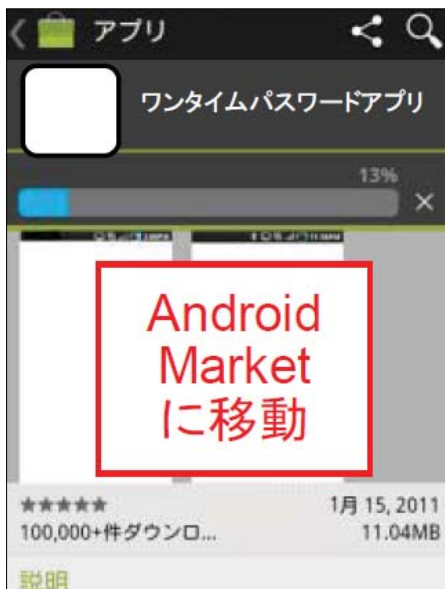 アプリ
ワンタイムパスワードアプリ
13%
Android
Market
に移動
★★★★★
1月 15, 2011
100,000+件ダウンロ...
11.04MB
説明